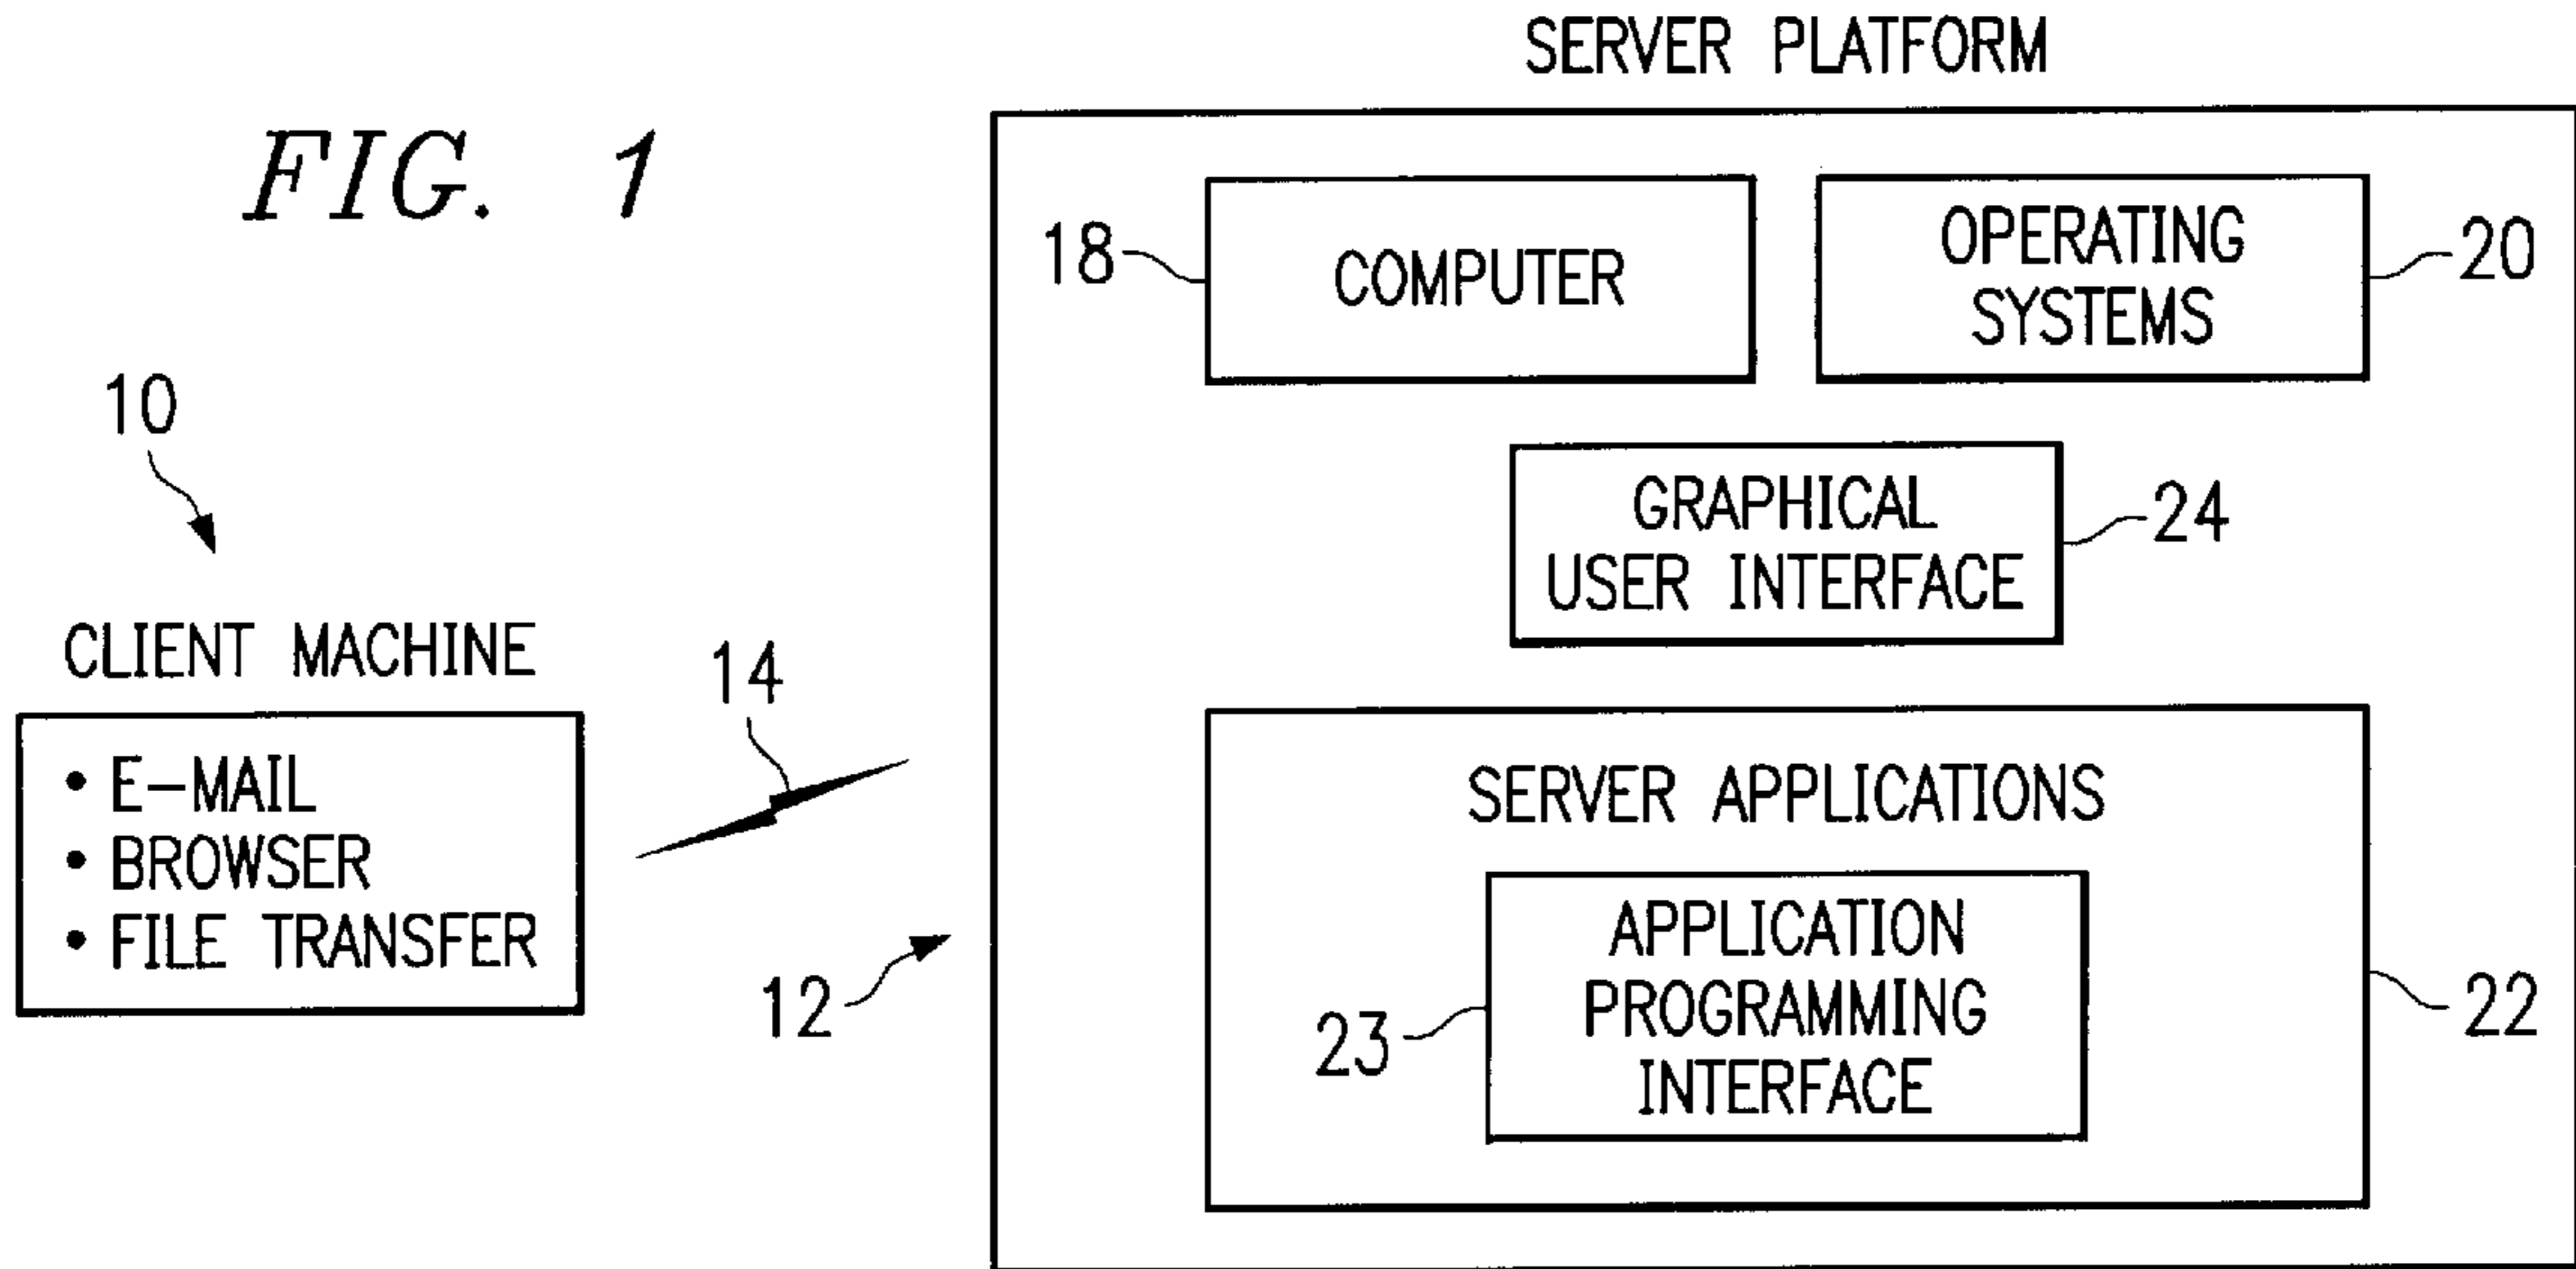 FIG. 1
10
CLIENT MACHINE
• E-MAIL
• BROWSER
• FILE TRANSFER
14
12
SERVER PLATFORM
18
COMPUTER
OPERATING
SYSTEMS
20
GRAPHICAL
USER INTERFACE
24
SERVER APPLICATIONS
APPLICATION
PROGRAMMING
INTERFACE
23
22